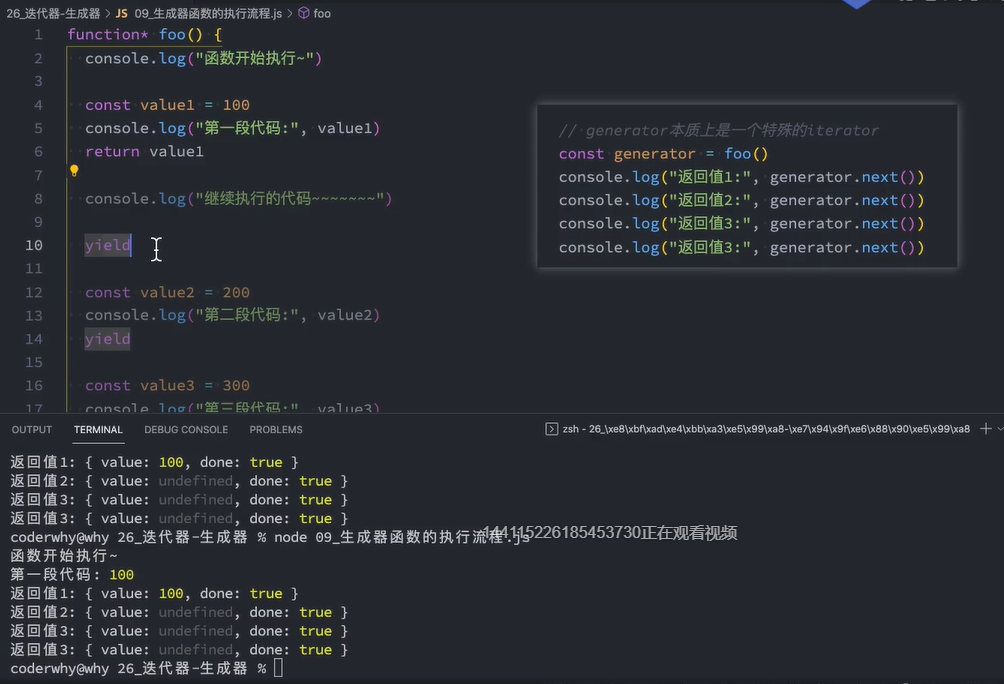 26_迭代器-生成器 > JS 09_生成器函数的执行流程.js > foo
1 function* foo() {
2 console.log("函数开始执行~")
3
4 const value1 = 100
5 console.log("第一段代码:", value1)
6 return value1
7
8 console.log("继续执行的代码~~~~~~~")
9
10 yield
11
12 const value2 = 200
13 console.log("第二段代码:", value2)
14 yield
15
16 const value3 = 300
17 console.log("第三段代码:", value3)
// generator本质上是一个特殊的iterator
const generator = foo()
console.log("返回值1:", generator.next())
console.log("返回值2:", generator.next())
console.log("返回值3:", generator.next())
console.log("返回值3:", generator.next())
OUTPUT TERMINAL DEBUG CONSOLE PROBLEMS
zsh - 26_\xe8\xbf\xad\xe4\xbb\xa3\xe5\x99\xa8-\xe7\x94\x9f\xe6\x88\x90\xe5\x99\xa8
返回值1: { value: 100, done: true }
返回值2: { value: undefined, done: true }
返回值3: { value: undefined, done: true }
返回值3: { value: undefined, done: true }
coderwhy@why 26_迭代器-生成器 % node 09_生成器函数的执行流程.js
144115226185453730正在观看视频
函数开始执行~
第一段代码: 100
返回值1: { value: 100, done: true }
返回值2: { value: undefined, done: true }
返回值3: { value: undefined, done: true }
返回值3: { value: undefined, done: true }
coderwhy@why 26_迭代器-生成器 %